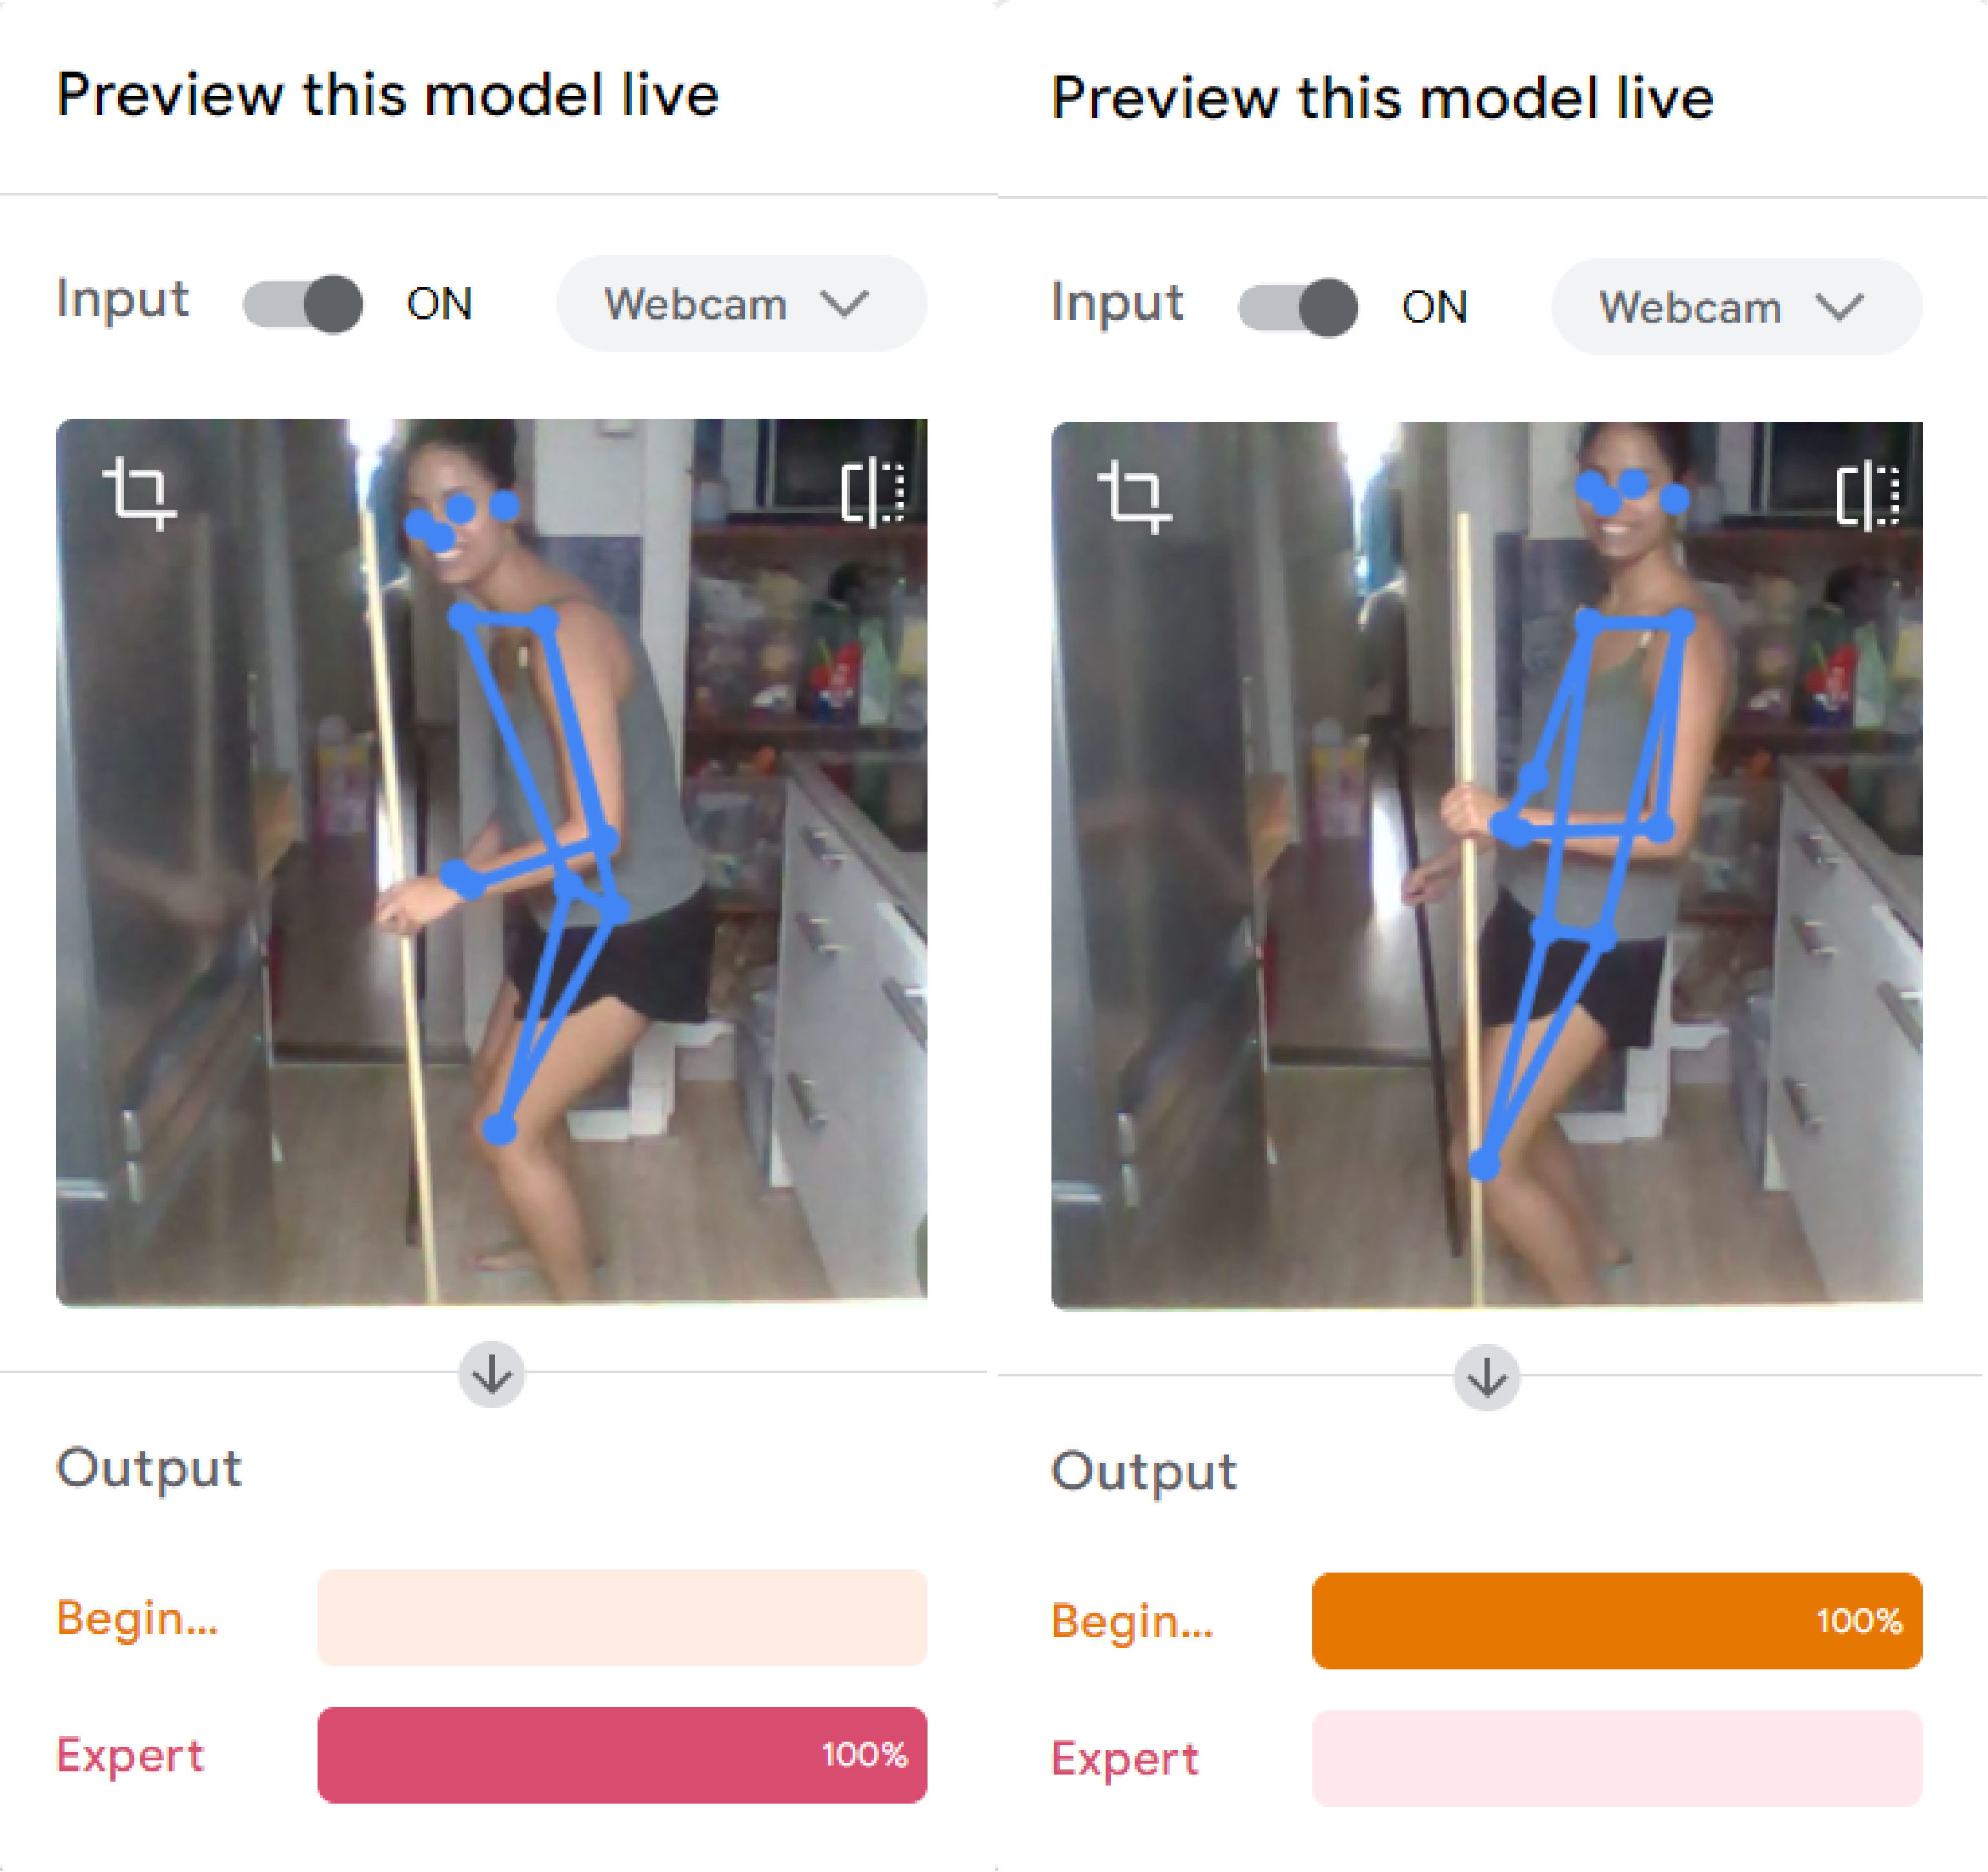 Preview this model live
Input ON Webcam
Output
Begin...
Expert 100%
Preview this model live
Input ON Webcam
Output
Begin... 100%
Expert